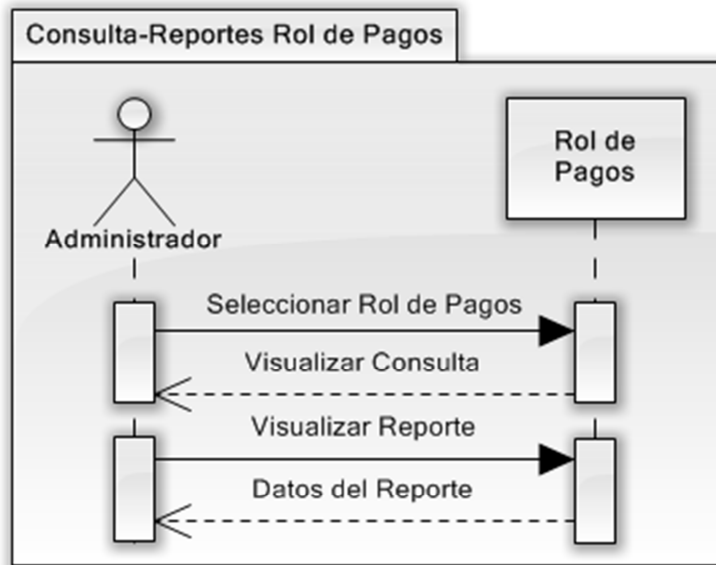 Consulta-Reportes Rol de Pagos
Rol de
Pagos
Administrador
Seleccionar Rol de Pagos
Visualizar Consulta
Visualizar Reporte
Datos del Reporte